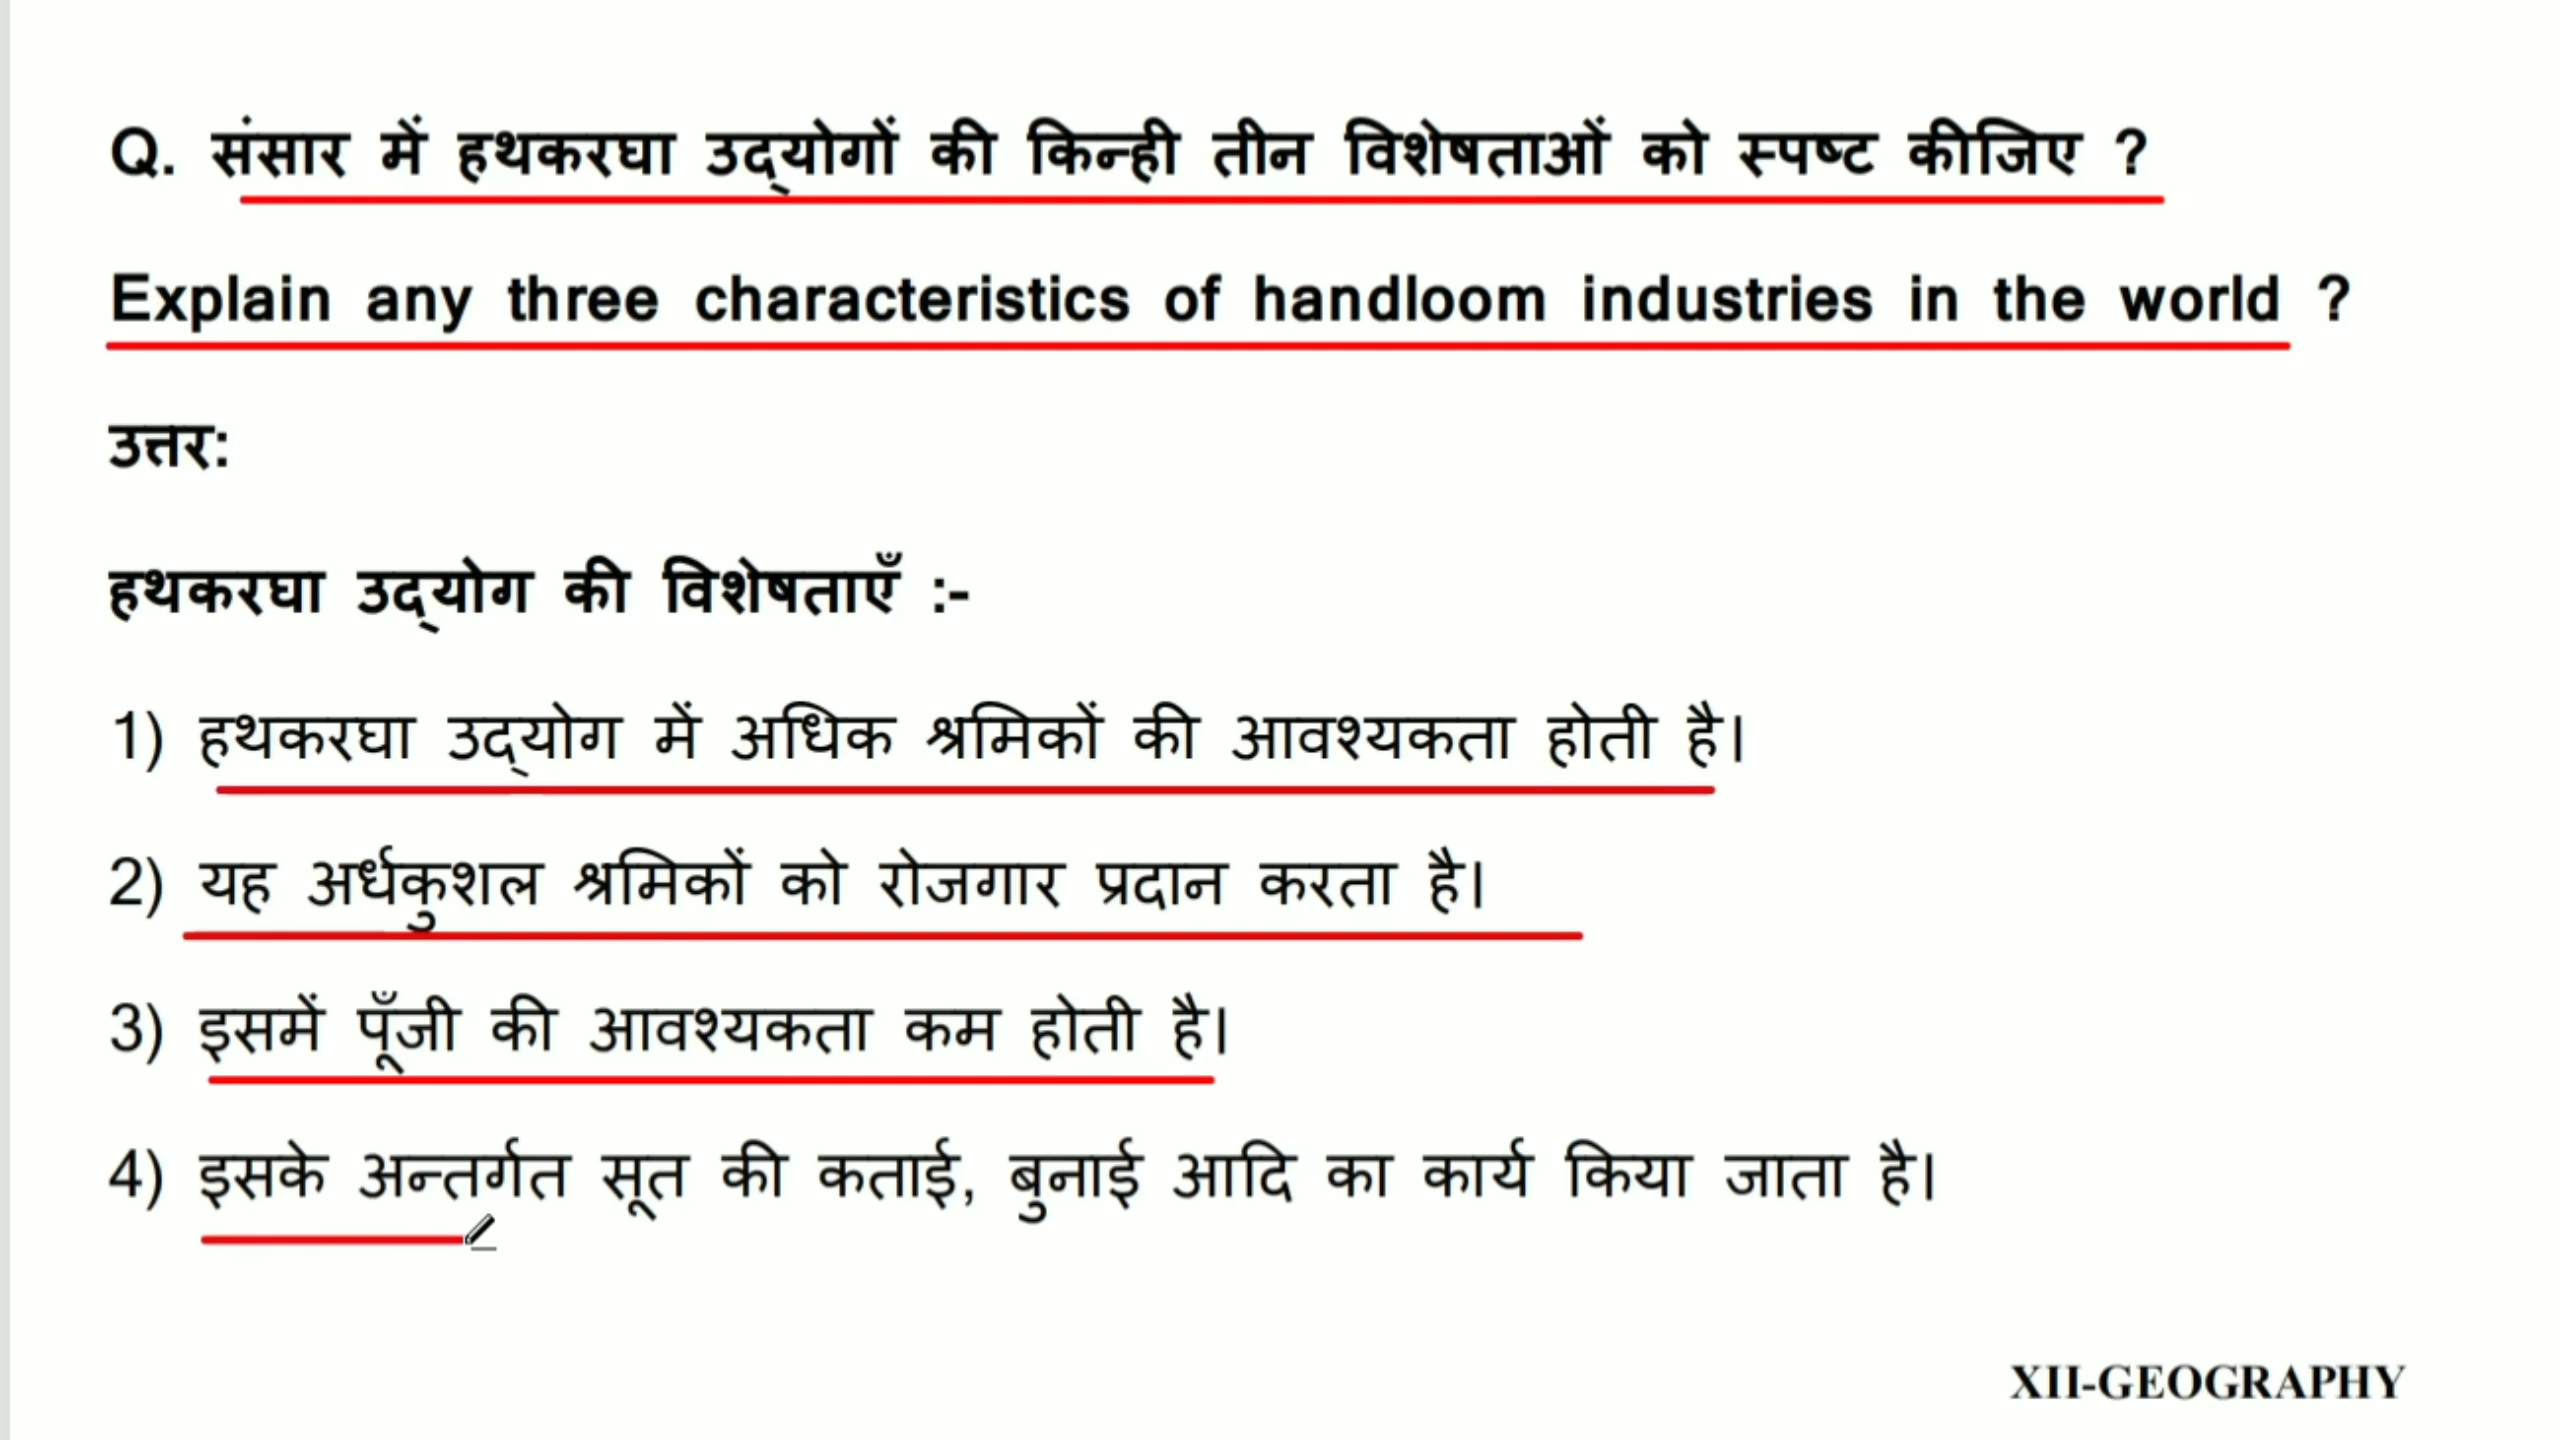 Q. संसार में हथकरघा उद्योगों की किन्ही तीन विशेषताओं को स्पष्ट कीजिए ?
Explain any three characteristics of handloom industries in the world ?
उत्तर:
हथकरघा उद्योग की विशेषताएँ :-
1) हथकरघा उद्योग में अधिक श्रमिकों की आवश्यकता होती है।
2) यह अर्धकुशल श्रमिकों को रोजगार प्रदान करता है।
3) इसमें पूँजी की आवश्यकता कम होती है।
4) इसके अन्तर्गत सूत की कताई, बुनाई आदि का कार्य किया जाता है।
XII-GEOGRAPHY